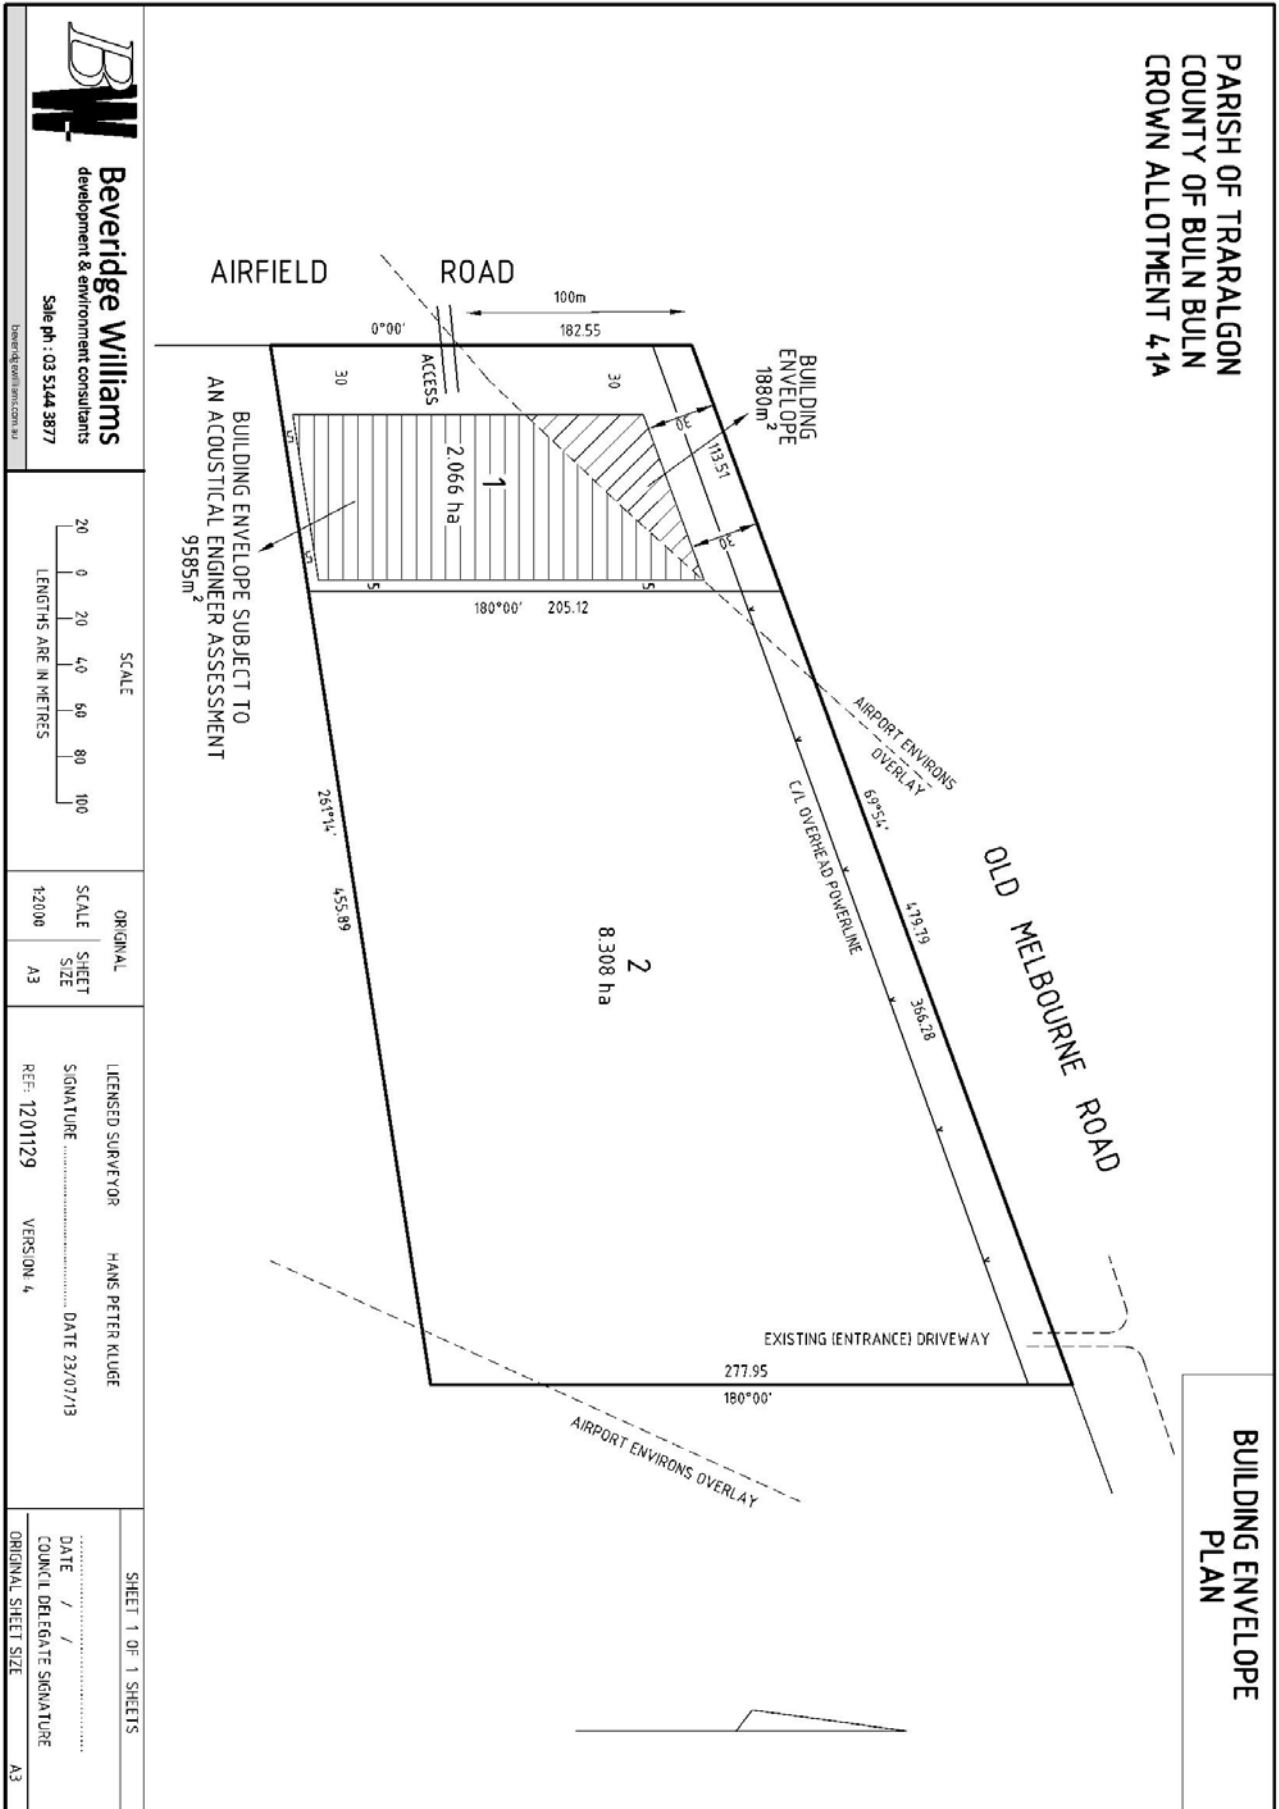 PARISH OF TRARALGON
COUNTY OF BULN BULN
CROWN ALLOTMENT 41A
BUILDING ENVELOPE
PLAN
AIRFIELD ROAD
100m
0°00'
182.55
ACCESS
30
30
BUILDING
ENVELOPE
1880m²
30
113.51
30
1
2.066 ha
5
5
5
5
180°00'
205.12
BUILDING ENVELOPE SUBJECT TO
AN ACOUSTICAL ENGINEER ASSESSMENT
9585m²
AIRPORT ENVIRONS
OVERLAY
69°54'
479.79
366.28
C/L OVERHEAD POWERLINE
OLD MELBOURNE ROAD
2
8.308 ha
261°14'
455.89
EXISTING (ENTRANCE) DRIVEWAY
277.95
180°00'
AIRPORT ENVIRONS OVERLAY
BW
Beveridge Williams
development & environment consultants
Sale ph : 03 5144 3877
beveridgewilliams.com.au
SCALE
20 0 20 40 60 80 100
LENGTHS ARE IN METRES
ORIGINAL
SCALE
SHEET
SIZE
1:2000
A3
LICENSED SURVEYOR HANS PETER KLUGE
SIGNATURE ........................... DATE 23/07/13
REF: 1201129 VERSION: 4
SHEET 1 OF 1 SHEETS
DATE / /
COUNCIL DELEGATE SIGNATURE
ORIGINAL SHEET SIZE A3